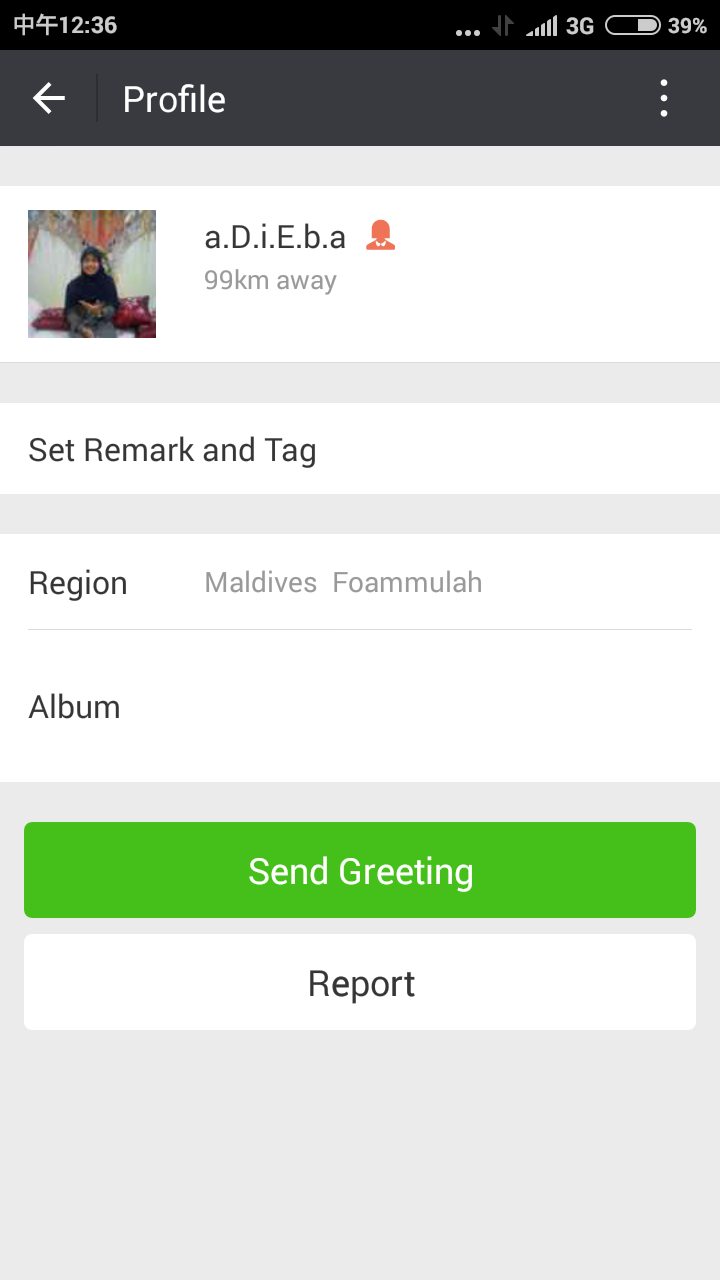 中午12:36 ... 3G 39%
Profile
a.D.i.E.b.a
99km away
Set Remark and Tag
Region Maldives Foammulah
Album
Send Greeting
Report